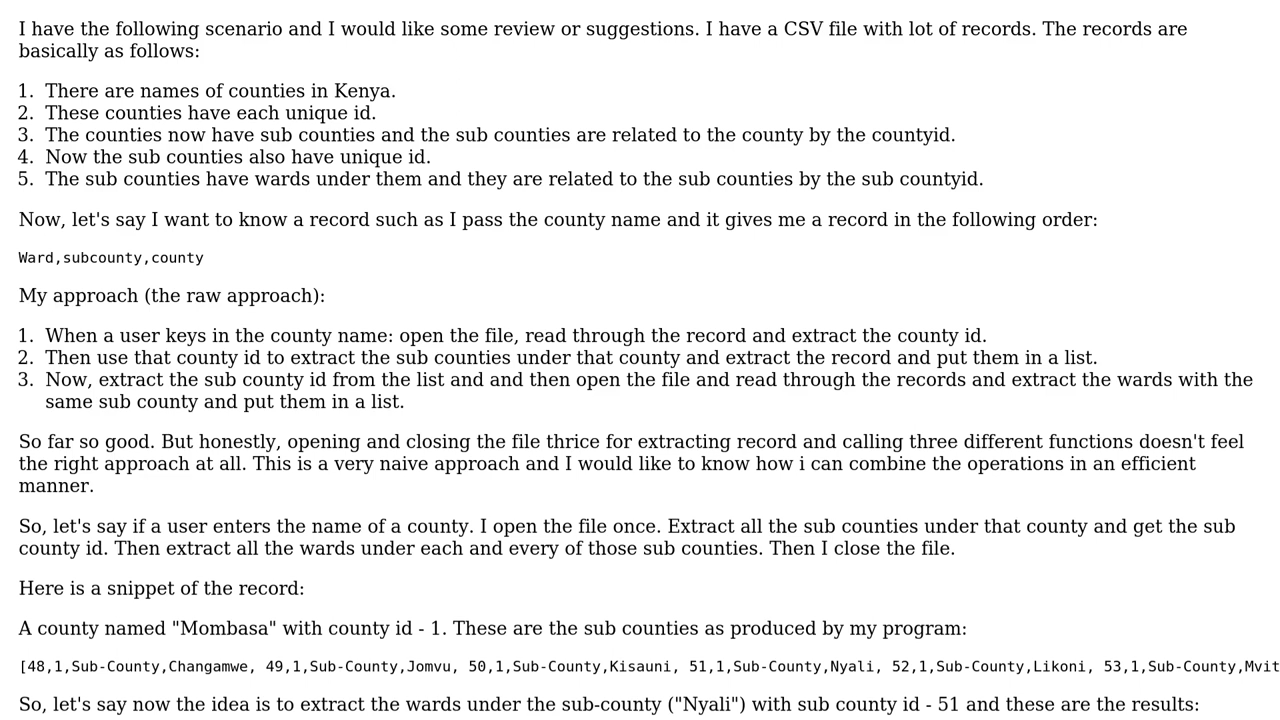 I have the following scenario and I would like some review or suggestions. I have a CSV file with lot of records. The records are
basically as follows:
1. There are names of counties in Kenya.
2. These counties have each unique id.
3. The counties now have sub counties and the sub counties are related to the county by the countyid.
4. Now the sub counties also have unique id.
5. The sub counties have wards under them and they are related to the sub counties by the sub countyid.
Now, let's say I want to know a record such as I pass the county name and it gives me a record in the following order:
Ward,subcounty,county
My approach (the raw approach):
1. When a user keys in the county name: open the file, read through the record and extract the county id.
2. Then use that county id to extract the sub counties under that county and extract the record and put them in a list.
3. Now, extract the sub county id from the list and and then open the file and read through the records and extract the wards with the
same sub county and put them in a list.
So far so good. But honestly, opening and closing the file thrice for extracting record and calling three different functions doesn't feel
the right approach at all. This is a very naive approach and I would like to know how i can combine the operations in an efficient
manner.
So, let's say if a user enters the name of a county. I open the file once. Extract all the sub counties under that county and get the sub
county id. Then extract all the wards under each and every of those sub counties. Then I close the file.
Here is a snippet of the record:
A county named "Mombasa" with county id - 1. These are the sub counties as produced by my program:
[48,1,Sub-County,Changamwe, 49,1,Sub-County,Jomvu, 50,1,Sub-County,Kisauni, 51,1,Sub-County,Nyali, 52,1,Sub-County,Likoni, 53,1,Sub-County,Mvit
So, let's say now the idea is to extract the wards under the sub-county ("Nyali") with sub county id - 51 and these are the results: